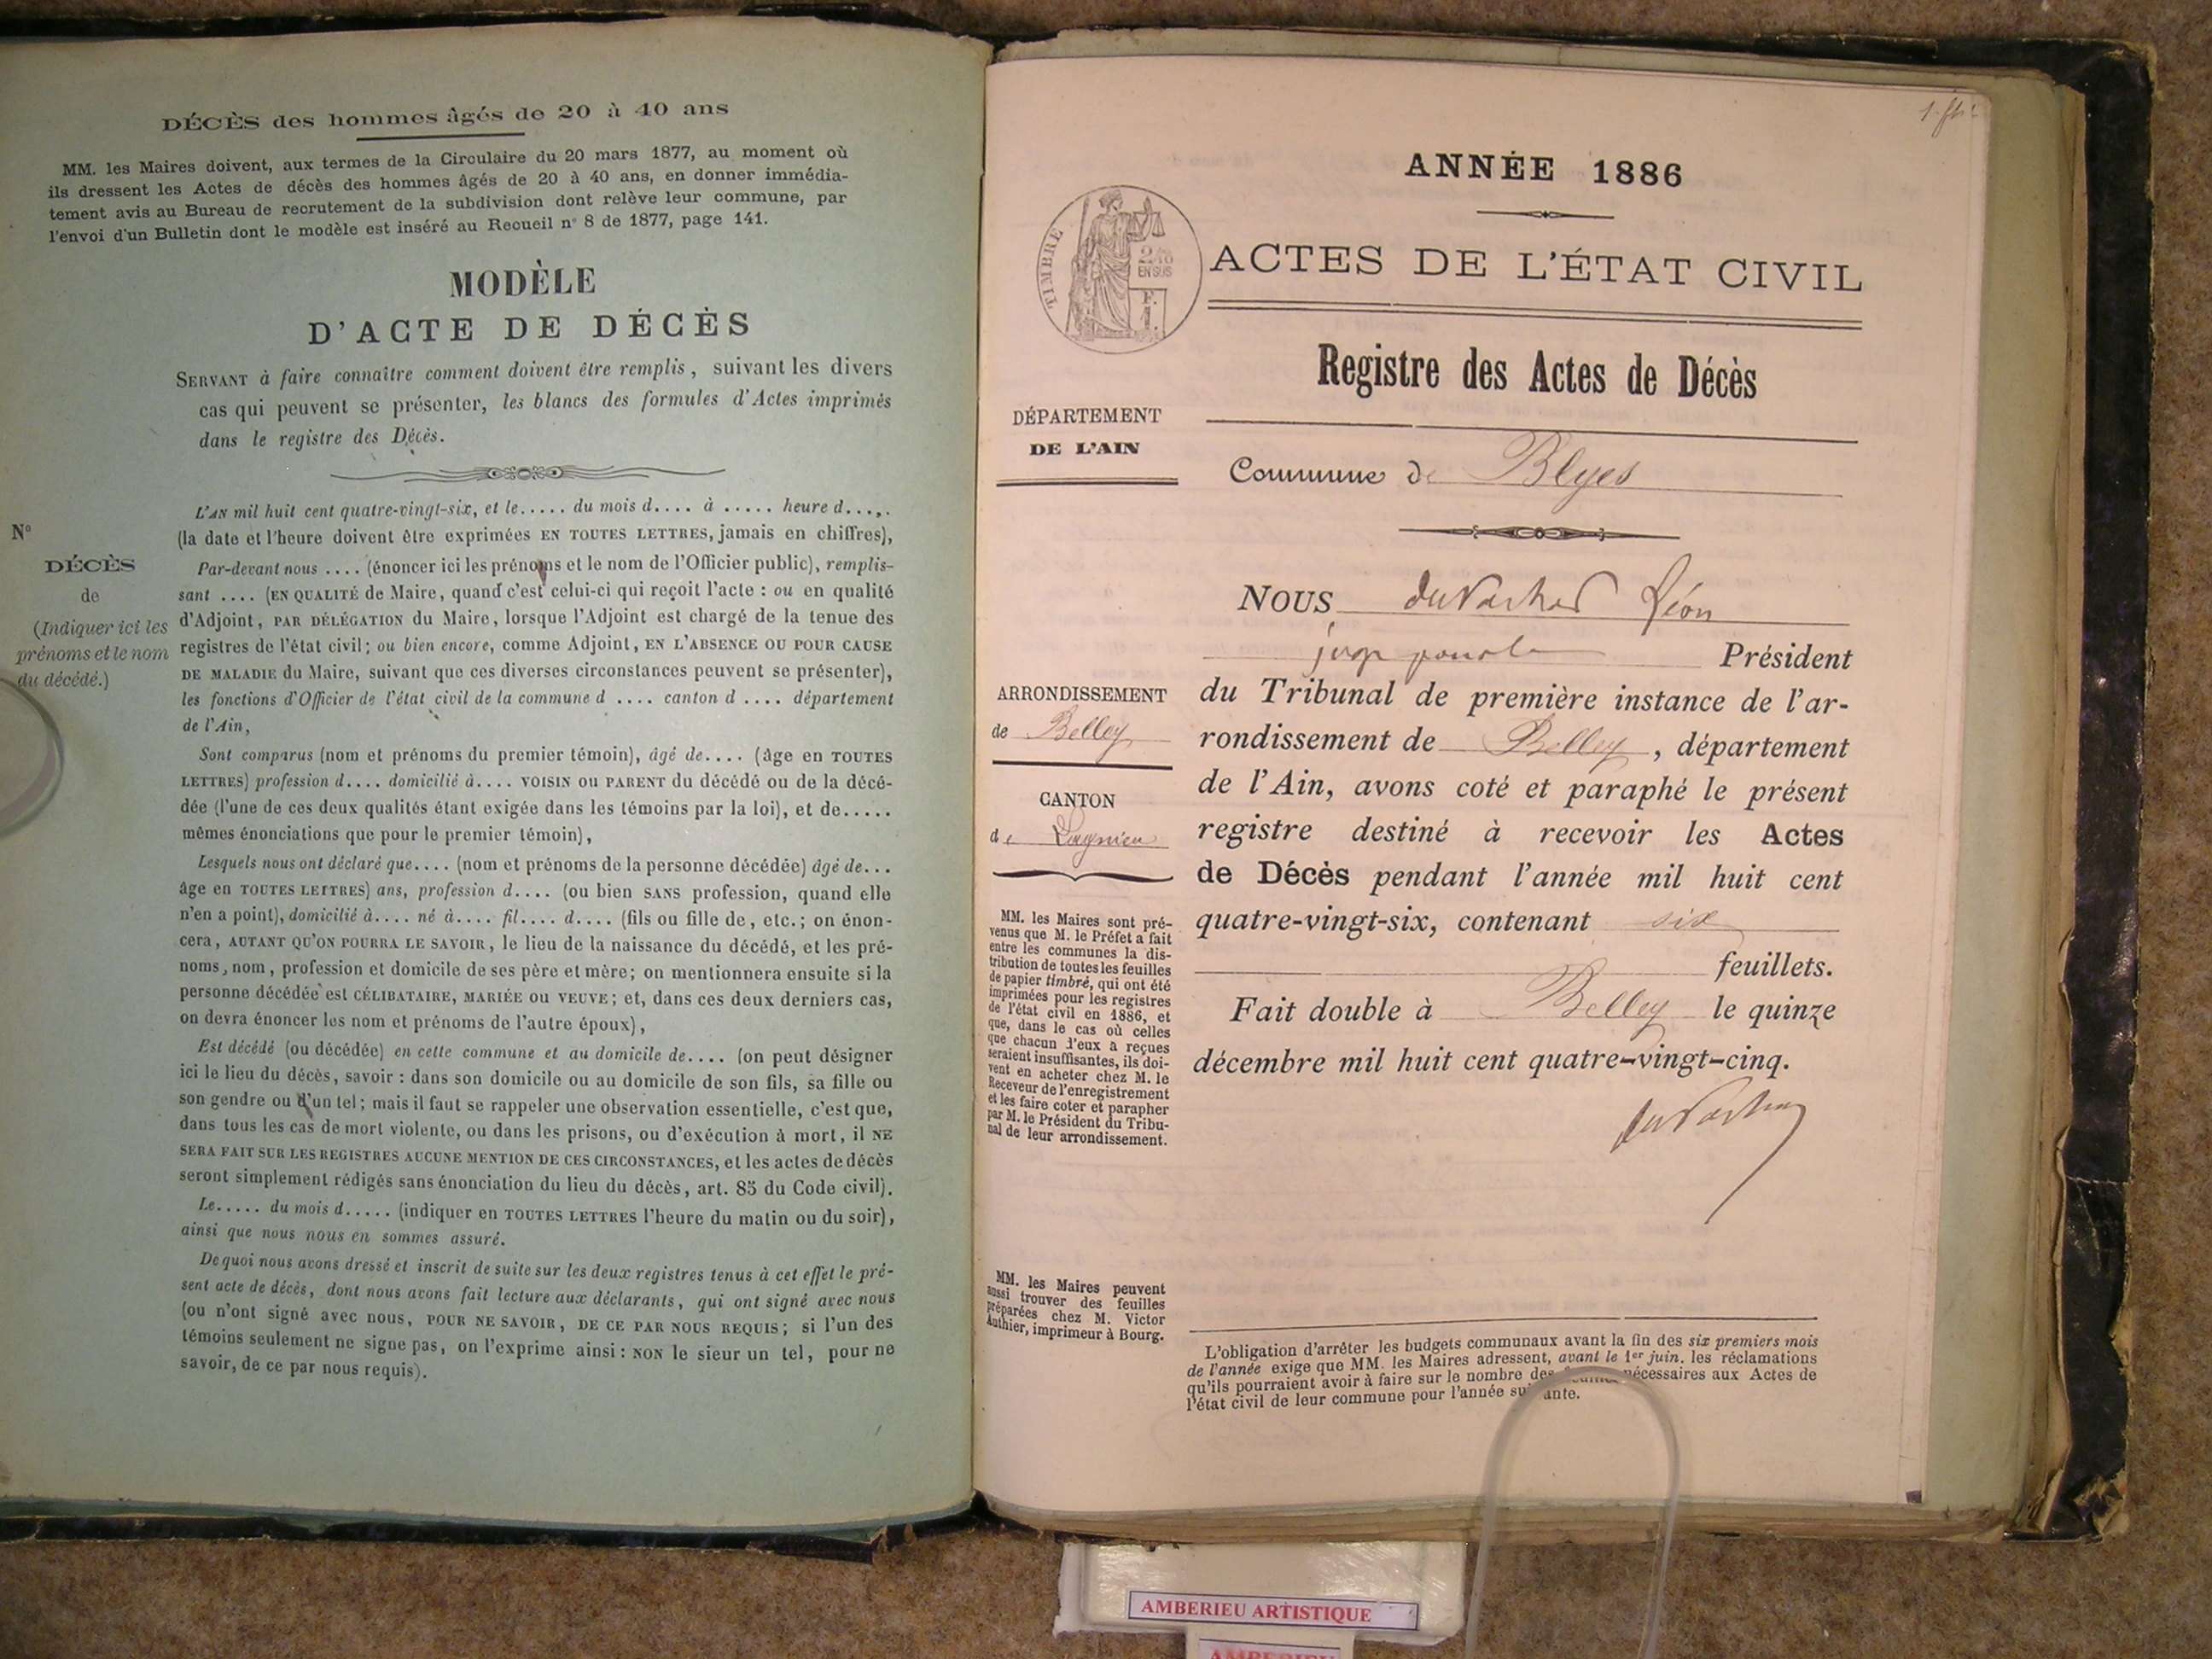 DÉCÈS des hommes âgés de 20 à 40 ans
MM. les Maires doivent, aux termes de la Circulaire du 20 mars 1877, au moment où
ils dressent les Actes de décès des hommes âgés de 20 à 40 ans, en donner immédia-
tement avis au Bureau de recrutement de la subdivision dont relève leur commune, par
l'envoi d'un Bulletin dont le modèle est inséré au Recueil n° 8 de 1877, page 141.
MODÈLE
D'ACTE DE DÉCÈS
SERVANT à faire connaître comment doivent être remplis, suivant les divers
cas qui peuvent se présenter, les blancs des formules d'Actes imprimés
dans le registre des Décès.
N°
DÉCÈS
de
(Indiquer ici les
prénoms et le nom
du décédé.)
L'AN mil huit cent quatre-vingt-six, et le..... du mois d.... à ..... heure d.....
(la date et l'heure doivent être exprimées EN TOUTES LETTRES, jamais en chiffres),
Par-devant nous .... (énoncer ici les prénoms et le nom de l'Officier public), remplis-
sant .... (EN QUALITÉ de Maire, quand c'est celui-ci qui reçoit l'acte : ou en qualité
d'Adjoint, PAR DÉLÉGATION du Maire, lorsque l'Adjoint est chargé de la tenue des
registres de l'état civil; ou bien encore, comme Adjoint, EN L'ABSENCE OU POUR CAUSE
DE MALADIE du Maire, suivant que ces diverses circonstances peuvent se présenter),
les fonctions d'Officier de l'état civil de la commune d .... canton d .... département
de l'Ain,
Sont comparus (nom et prénoms du premier témoin), âgé de.... (âge en TOUTES
LETTRES) profession d.... domicilié à.... VOISIN OU PARENT du décédé ou de la décé-
dée (l'une de ces deux qualités étant exigée dans les témoins par la loi), et de.....
mêmes énonciations que pour le premier témoin),
Lesquels nous ont déclaré que.... (nom et prénoms de la personne décédée) âgé de...
âge en TOUTES LETTRES) ans, profession d.... (ou bien SANS profession, quand elle
n'en a point), domicilié à.... né à.... fil.... d.... (fils ou fille de, etc.; on énon-
cera, AUTANT QU'ON POURRA LE SAVOIR, le lieu de la naissance du décédé, et les pré-
noms, nom, profession et domicile de ses père et mère; on mentionnera ensuite si la
personne décédée est CÉLIBATAIRE, MARIÉE OU VEUVE; et, dans ces deux derniers cas,
on devra énoncer les nom et prénoms de l'autre époux),
Est décédé (ou décédée) en cette commune et au domicile de.... (on peut désigner
ici le lieu du décès, savoir : dans son domicile ou au domicile de son fils, sa fille ou
son gendre ou d'un tel; mais il faut se rappeler une observation essentielle, c'est que,
dans tous les cas de mort violente, ou dans les prisons, ou d'exécution à mort, il NE
SERA FAIT SUR LES REGISTRES AUCUNE MENTION DE CES CIRCONSTANCES, et les actes de décès
seront simplement rédigés sans énonciation du lieu du décès, art. 85 du Code civil).
Le..... du mois d..... (indiquer en TOUTES LETTRES l'heure du matin ou du soir),
ainsi que nous nous en sommes assuré.
De quoi nous avons dressé et inscrit de suite sur les deux registres tenus à cet effet le pré-
sent acte de décès, dont nous avons fait lecture aux déclarants, qui ont signé avec nous
(ou n'ont signé avec nous, POUR NE SAVOIR, DE CE PAR NOUS REQUIS; si l'un des
témoins seulement ne signe pas, on l'exprime ainsi : NON le sieur un tel, pour ne
savoir, de ce par nous requis).
ANNÉE 1886
TIMBRE
2/10
EN SUS
F.
1.
ACTES DE L'ÉTAT CIVIL
Registre des Actes de Décès
DÉPARTEMENT
DE L'AIN
Commune de Blyes
NOUS Léon
Président
du Tribunal de première instance de l'ar-
rondissement de Belley, département
de l'Ain, avons coté et paraphé le présent
registre destiné à recevoir les Actes
de Décès pendant l'année mil huit cent
quatre-vingt-six, contenant six
feuillets.
Fait double à Belley le quinze
décembre mil huit cent quatre-vingt-cinq.
ARRONDISSEMENT
de Belley
CANTON
de Lagnieu
MM. les Maires sont pré-
venus que M. le Préfet a fait
entre les communes la dis-
tribution de toutes les feuilles
de papier timbré, qui ont été
imprimées pour les registres
de l'état civil en 1886, et
que, dans le cas où celles
que chacun d'eux a reçues
seraient insuffisantes, ils doi-
vent en acheter chez M. le
Receveur de l'enregistrement
et les faire coter et parapher
par M. le Président du Tribu-
nal de leur arrondissement.
MM. les Maires peuvent
aussi trouver des feuilles
préparées chez M. Victor
Authier, imprimeur à Bourg.
L'obligation d'arrêter les budgets communaux avant la fin des six premiers mois
de l'année exige que MM. les Maires adressent, avant le 1er juin, les réclamations
qu'ils pourraient avoir à faire sur le nombre des feuilles nécessaires aux Actes de
l'état civil de leur commune pour l'année suivante.
AMBERIEU ARTISTIQUE
AMBERIEU